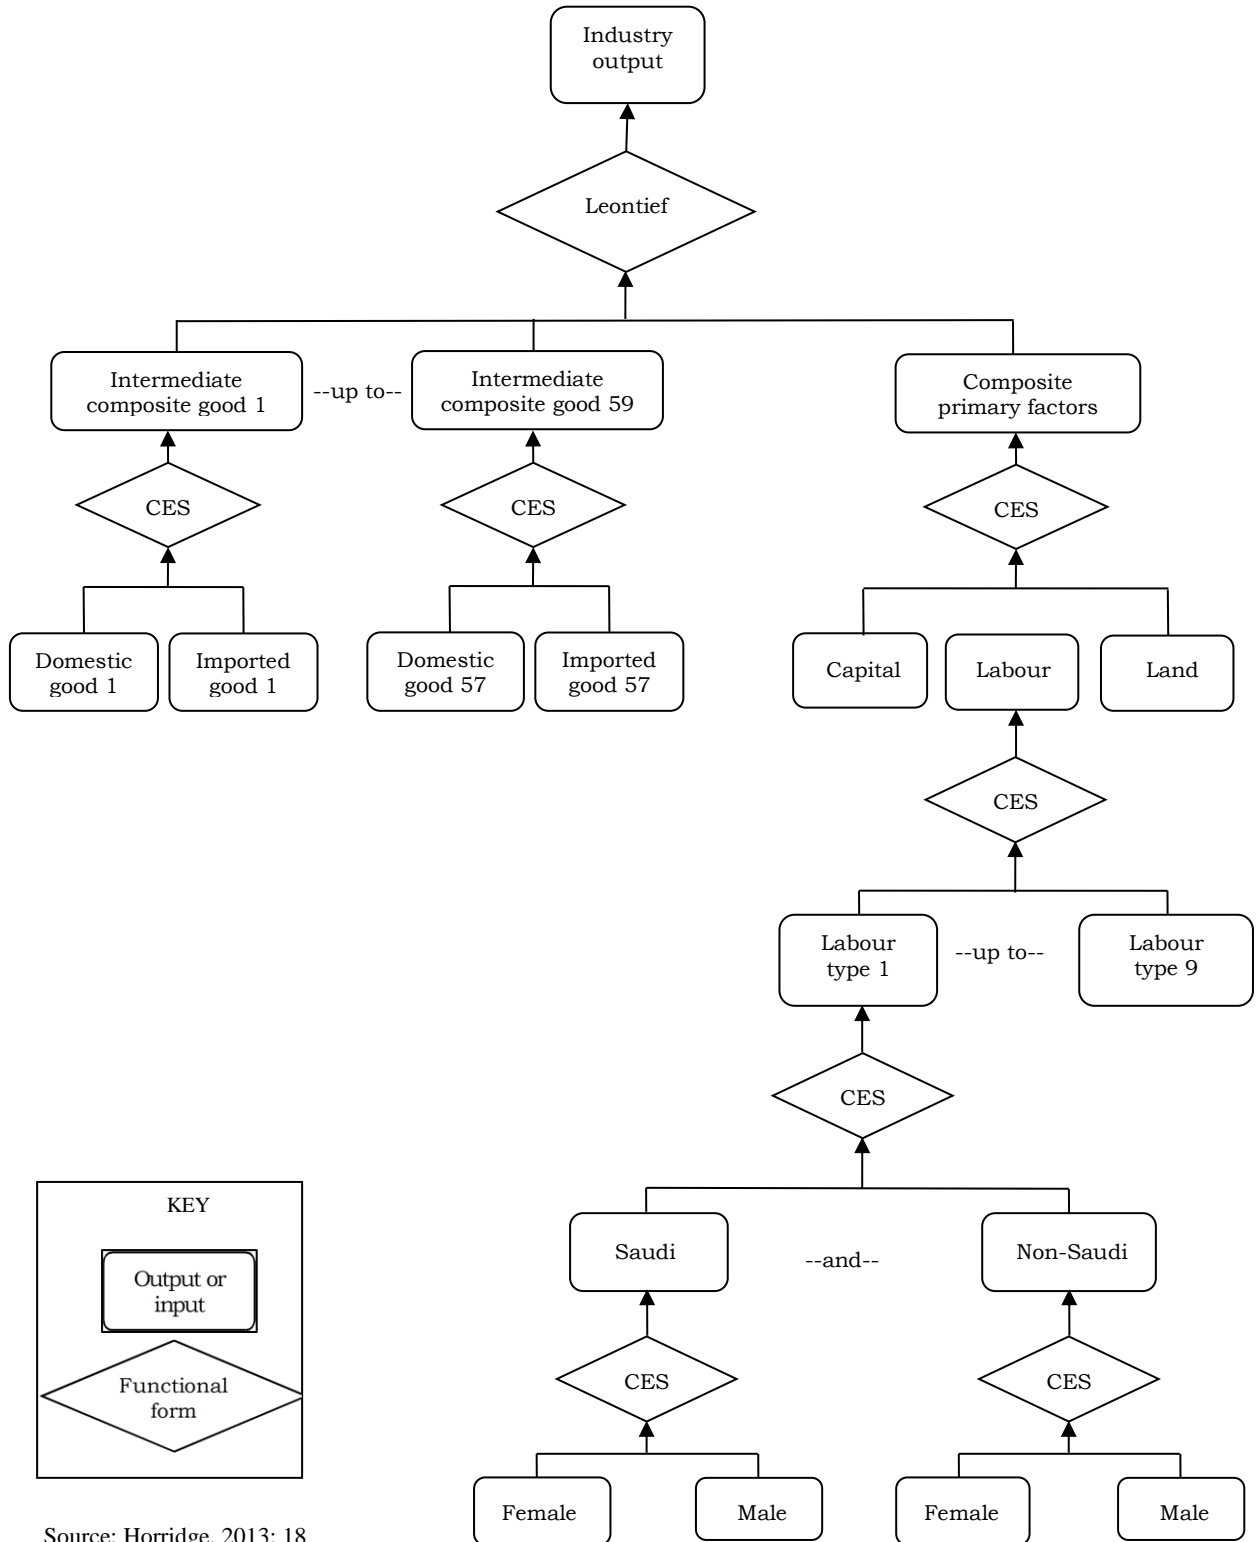 Industry
output
Leontief
Intermediate
composite good 1
--up to--
Intermediate
composite good 59
Composite
primary factors
CES
CES
CES
Domestic
good 1
Imported
good 1
Domestic
good 57
Imported
good 57
Capital
Labour
Land
CES
Labour
type 1
--up to--
Labour
type 9
CES
KEY
Output or
input
Functional
form
Saudi
--and--
Non-Saudi
CES
CES
Female
Male
Female
Male
Source: Horridge, 2013: 18